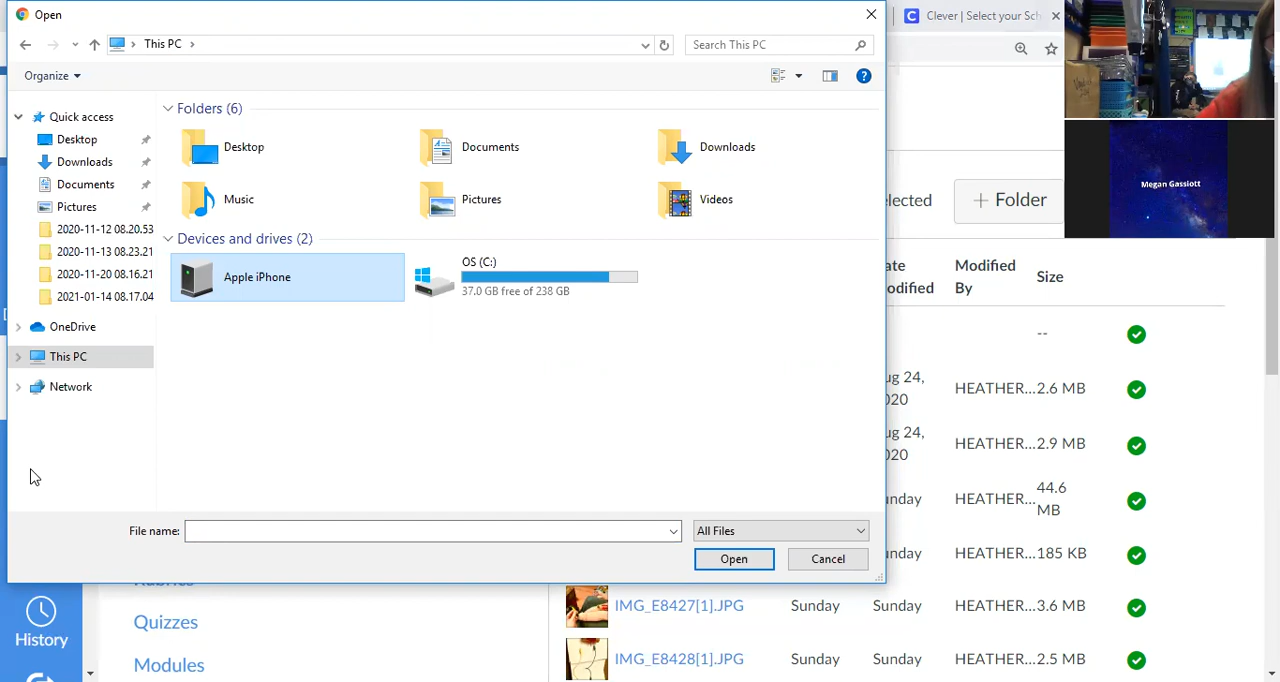 Open
Clever | Select your Sch
This PC
Search This PC
Organize
Quick access
Desktop
Downloads
Documents
Pictures
2020-11-12 08.20.53
2020-11-13 08.23.21
2020-11-20 08.16.21
2021-01-14 08.17.04
OneDrive
This PC
Network
Folders (6)
Desktop
Documents
Downloads
Music
Pictures
Videos
Devices and drives (2)
Apple iPhone
OS (C:)
37.0 GB free of 238 GB
File name:
All Files
Open
Cancel
Megan Gassiott
elected
+ Folder
ate
odified
Modified
By
Size
--
ug 24,
020
HEATHER...
2.6 MB
ug 24,
020
HEATHER...
2.9 MB
unday
HEATHER...
44.6
MB
unday
HEATHER...
185 KB
IMG_E8427[1].JPG
Sunday
Sunday
HEATHER...
3.6 MB
IMG_E8428[1].JPG
Sunday
Sunday
HEATHER...
2.5 MB
Rubrics
Quizzes
Modules
History